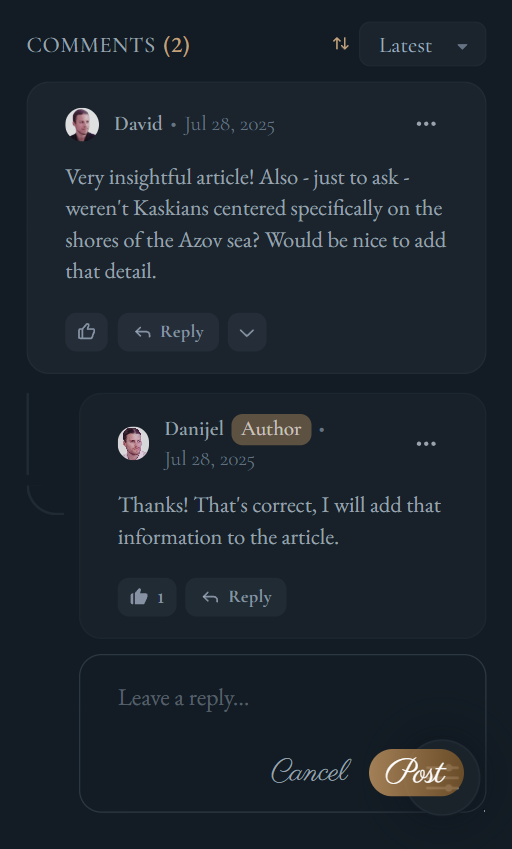 COMMENTS (2)
Latest
David • Jul 28, 2025
Very insightful article! Also - just to ask -
weren't Kaskians centered specifically on the
shores of the Azov sea? Would be nice to add
that detail.
Reply
Danijel Author •
Jul 28, 2025
Thanks! That's correct, I will add that
information to the article.
1 Reply
Leave a reply...
Cancel Post